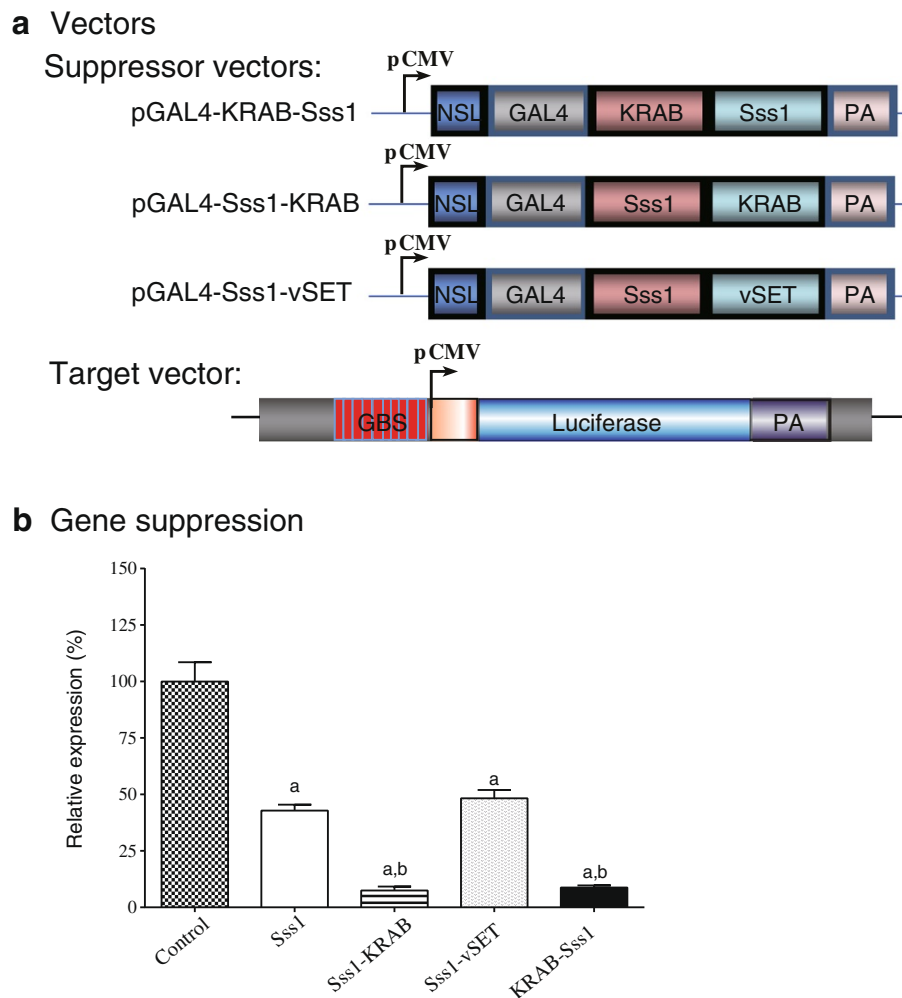 a Vectors
Suppressor vectors:
pCMV
pGAL4-KRAB-Sss1
NSL GAL4 KRAB Sss1 PA
pCMV
pGAL4-Sss1-KRAB
NSL GAL4 Sss1 KRAB PA
pCMV
pGAL4-Sss1-vSET
NSL GAL4 Sss1 vSET PA
Target vector:
pCMV
GBS Luciferase PA
b Gene suppression
Relative expression (%)
150
125
100
75
50
25
0
a
a,b
a
a,b
Control
Sss1
Sss1-KRAB
Sss1-vSET
KRAB-Sss1